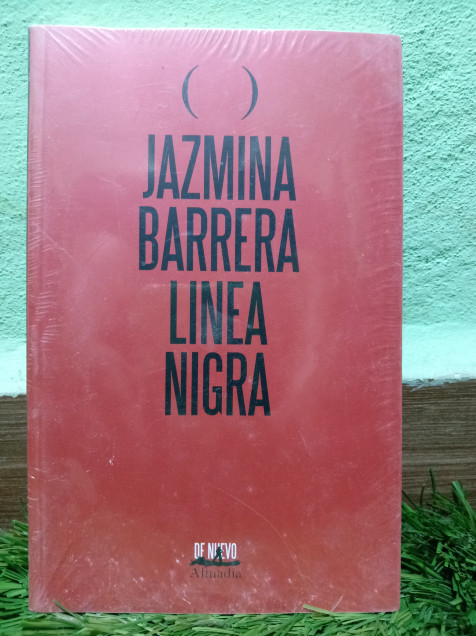 ( )
JAZMINA
BARRERA
LINEA
NIGRA
DE NUEVO
Almadía